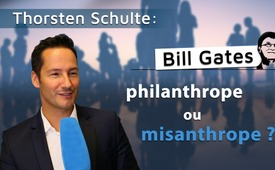 Thorsten Schulte:
Bill Gates
philanthrope
ou
misanthrope ?